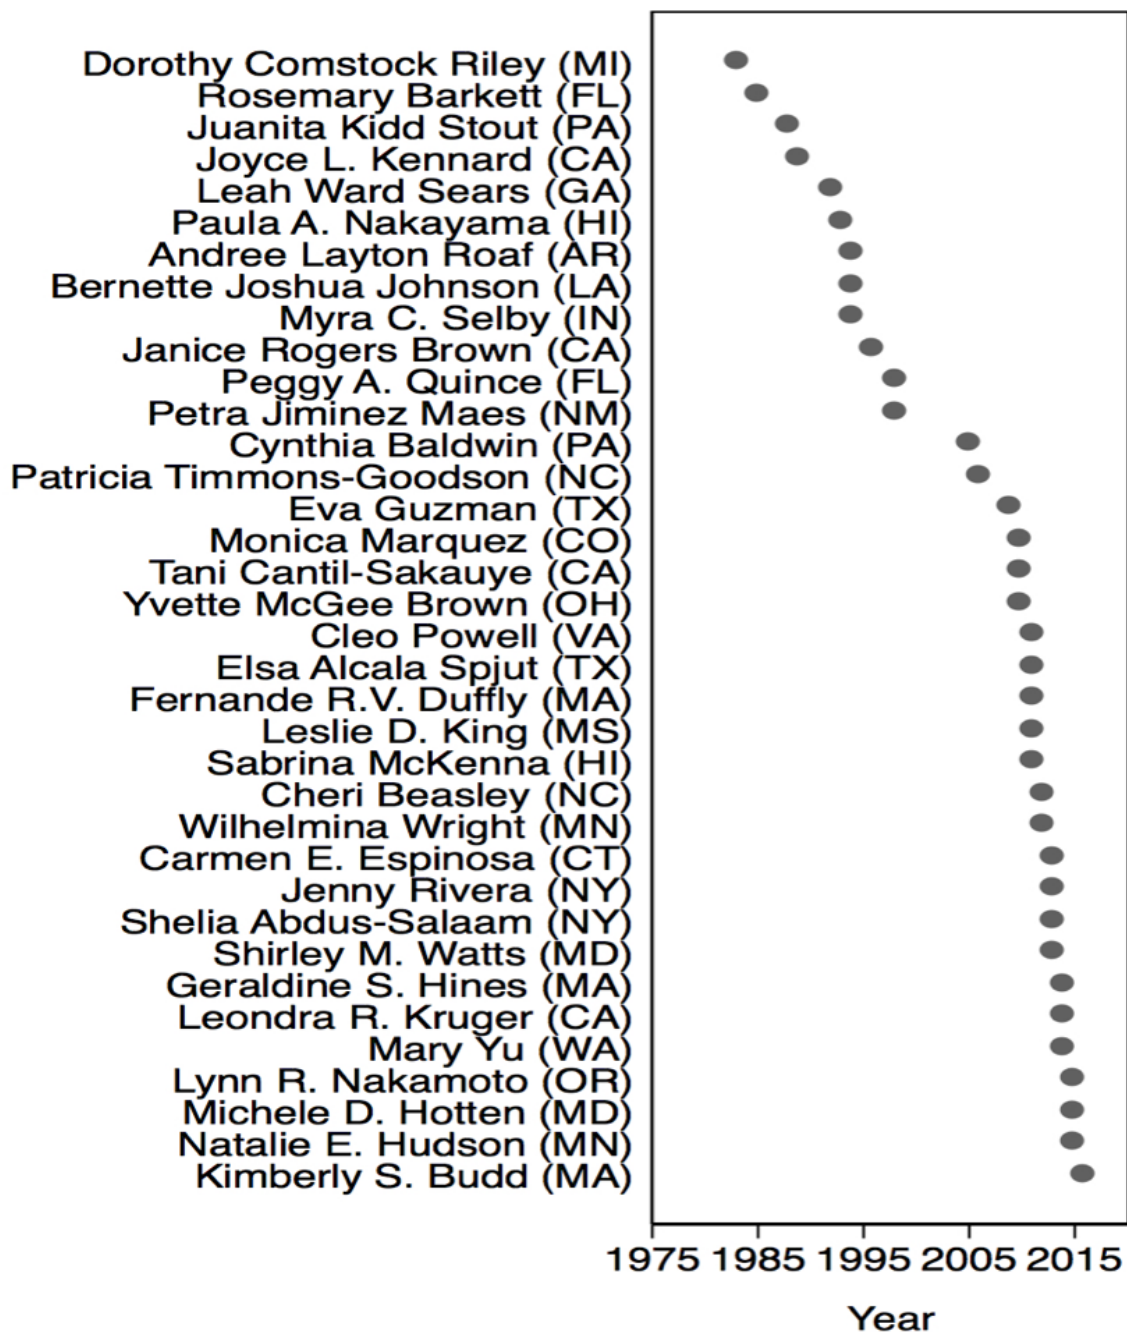 Dorothy Comstock Riley (MI)
Rosemary Barkett (FL)
Juanita Kidd Stout (PA)
Joyce L. Kennard (CA)
Leah Ward Sears (GA)
Paula A. Nakayama (HI)
Andree Layton Roaf (AR)
Bernette Joshua Johnson (LA)
Myra C. Selby (IN)
Janice Rogers Brown (CA)
Peggy A. Quince (FL)
Petra Jiminez Maes (NM)
Cynthia Baldwin (PA)
Patricia Timmons-Goodson (NC)
Eva Guzman (TX)
Monica Marquez (CO)
Tani Cantil-Sakauye (CA)
Yvette McGee Brown (OH)
Cleo Powell (VA)
Elsa Alcala Spjut (TX)
Fernande R.V. Duffly (MA)
Leslie D. King (MS)
Sabrina McKenna (HI)
Cheri Beasley (NC)
Wilhelmina Wright (MN)
Carmen E. Espinosa (CT)
Jenny Rivera (NY)
Shelia Abdus-Salaam (NY)
Shirley M. Watts (MD)
Geraldine S. Hines (MA)
Leondra R. Kruger (CA)
Mary Yu (WA)
Lynn R. Nakamoto (OR)
Michele D. Hotten (MD)
Natalie E. Hudson (MN)
Kimberly S. Budd (MA)
1975 1985 1995 2005 2015
Year